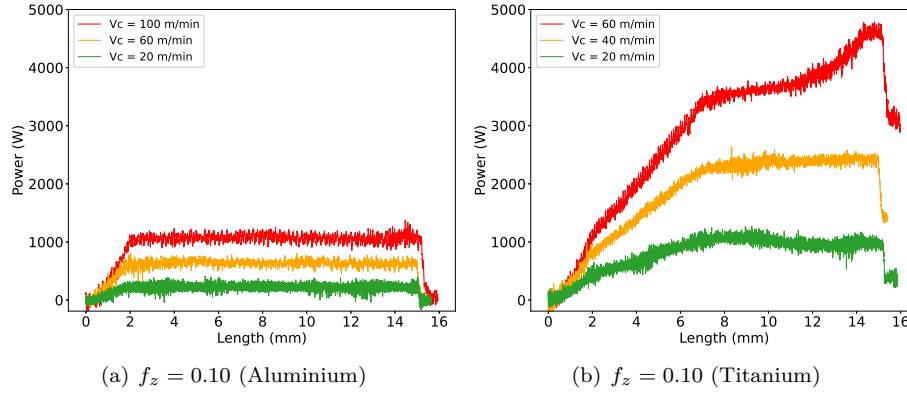 5000
4000
3000
2000
1000
0
Power (W)
Vc = 100 m/min
Vc = 60 m/min
Vc = 20 m/min
0 2 4 6 8 10 12 14 16
Length (mm)
(a) f_z = 0.10 (Aluminium)
5000
4000
3000
2000
1000
0
Power (W)
Vc = 60 m/min
Vc = 40 m/min
Vc = 20 m/min
0 2 4 6 8 10 12 14 16
Length (mm)
(b) f_z = 0.10 (Titanium)